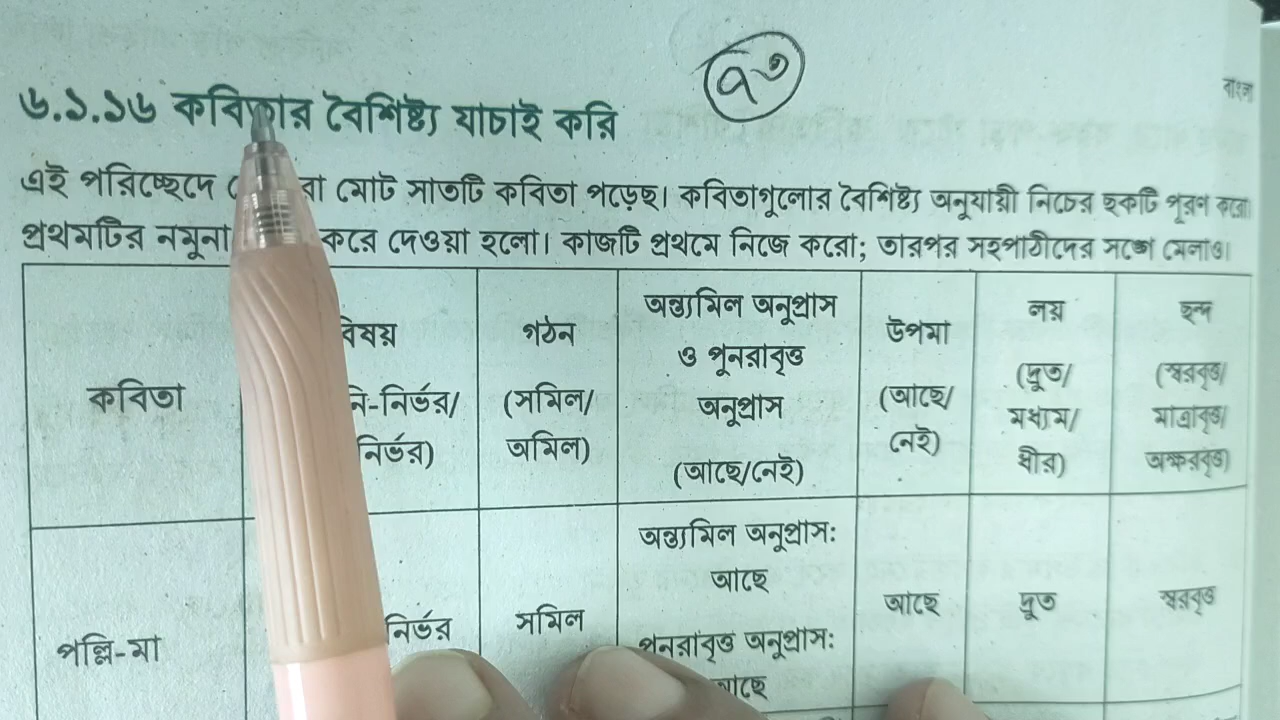 ৭৩
বাংলা
৬.১.১৬ কবিতার বৈশিষ্ট্য যাচাই করি
এই পরিচ্ছেদে মোট সাতটি কবিতা পড়েছ। কবিতাগুলোর বৈশিষ্ট্য অনুযায়ী নিচের ছকটি পূরণ করো।
প্রথমটির নমুনা করে দেওয়া হলো। কাজটি প্রথমে নিজে করো; তারপর সহপাঠীদের সঙ্গে মেলাও।
কবিতা
বিষয়
নি-নির্ভর/
নির্ভর)
গঠন
(সমিল/
অমিল)
অন্ত্যমিল অনুপ্রাস
ও পুনরাবৃত্ত
অনুপ্রাস
(আছে/নেই)
উপমা
(আছে/
নেই)
লয়
(দ্রুত/
মধ্যম/
ধীর)
ছন্দ
(স্বরবৃত্ত/
মাত্রাবৃত্ত/
অক্ষরবৃত্ত)
পল্লি-মা
নির্ভর
সমিল
অন্ত্যমিল অনুপ্রাস:
আছে
পুনরাবৃত্ত অনুপ্রাস:
আছে
আছে
দ্রুত
স্বরবৃত্ত